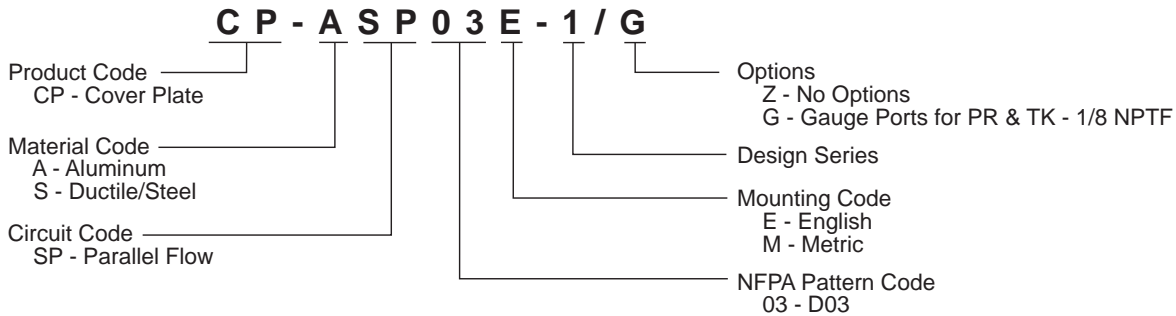 CP-ASP03E-1/G
Product Code
CP - Cover Plate
Material Code
A - Aluminum
S - Ductile/Steel
Circuit Code
SP - Parallel Flow
Options
Z - No Options
G - Gauge Ports for PR & TK - 1/8 NPTF
Design Series
Mounting Code
E - English
M - Metric
NFPA Pattern Code
03 - D03